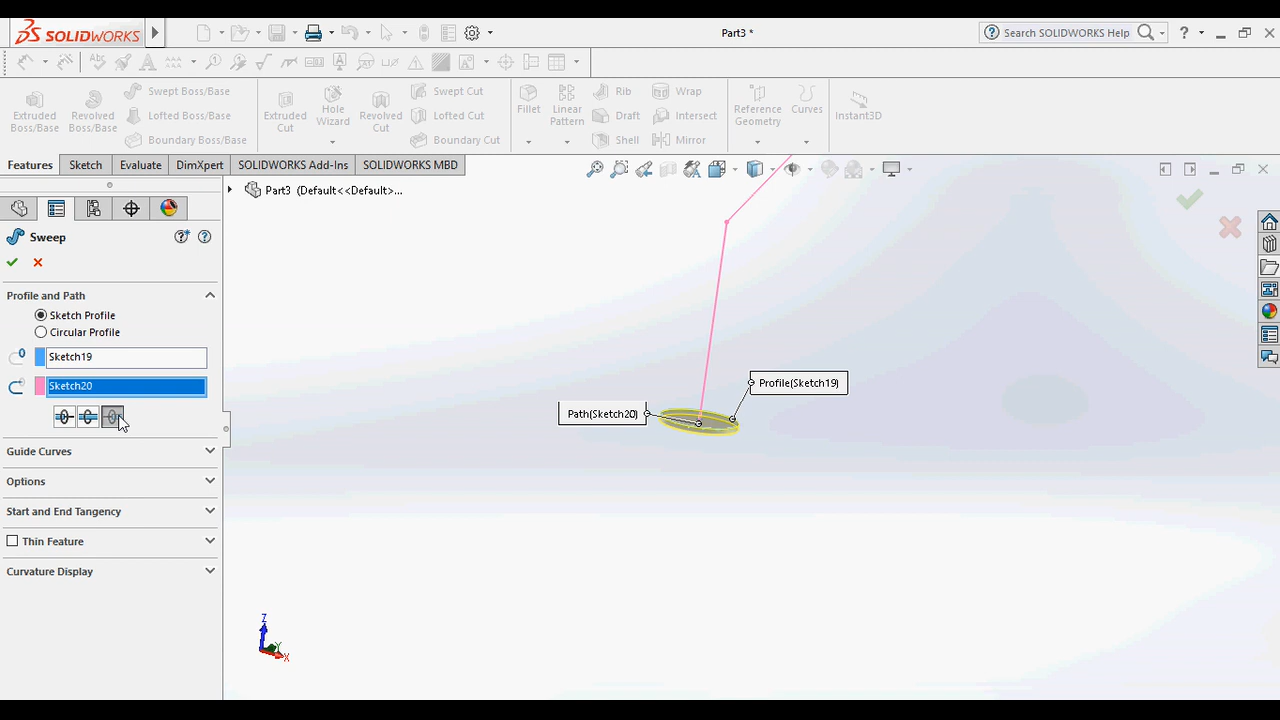 SOLIDWORKS
Part3 *
Search SOLIDWORKS Help
Extruded Boss/Base
Revolved Boss/Base
Swept Boss/Base
Lofted Boss/Base
Boundary Boss/Base
Extruded Cut
Hole Wizard
Revolved Cut
Swept Cut
Lofted Cut
Boundary Cut
Fillet
Linear Pattern
Rib
Draft
Shell
Wrap
Intersect
Mirror
Reference Geometry
Curves
Instant3D
Features
Sketch
Evaluate
DimXpert
SOLIDWORKS Add-Ins
SOLIDWORKS MBD
Part3 (Default<<Default>...
Sweep
Profile and Path
Sketch Profile
Circular Profile
Sketch19
Sketch20
Guide Curves
Options
Start and End Tangency
Thin Feature
Curvature Display
Profile(Sketch19)
Path(Sketch20)
Z
Y
X